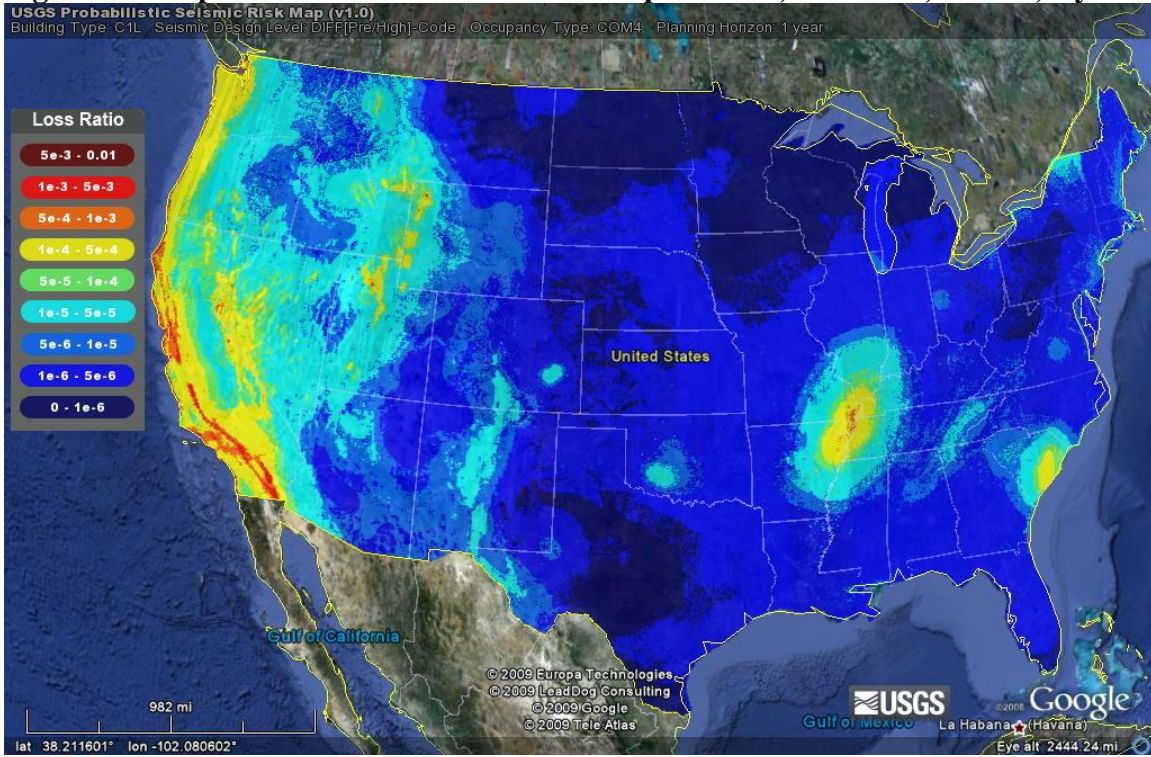 USGS Probabilistic Seismic Risk Map (v1.0)
Building Type: C1L Seismic Design Level: DIFF[Pre/High]-Code Occupancy Type: COM4 Planning Horizon: 1 year
Loss Ratio
5e-3 - 0.01
1e-3 - 5e-3
5e-4 - 1e-3
1e-4 - 5e-4
5e-5 - 1e-4
1e-5 - 5e-5
5e-6 - 1e-5
1e-6 - 5e-6
0 - 1e-6
United States
Gulf of California
© 2009 Europa Technologies
© 2009 LeadDog Consulting
© 2009 Google
© 2009 Tele Atlas
982 mi
USGS
©2008 Google
Gulf of Mexico
La Habana (Havana)
lat 38.211601° lon -102.080602°
Eye alt 2444.24 mi